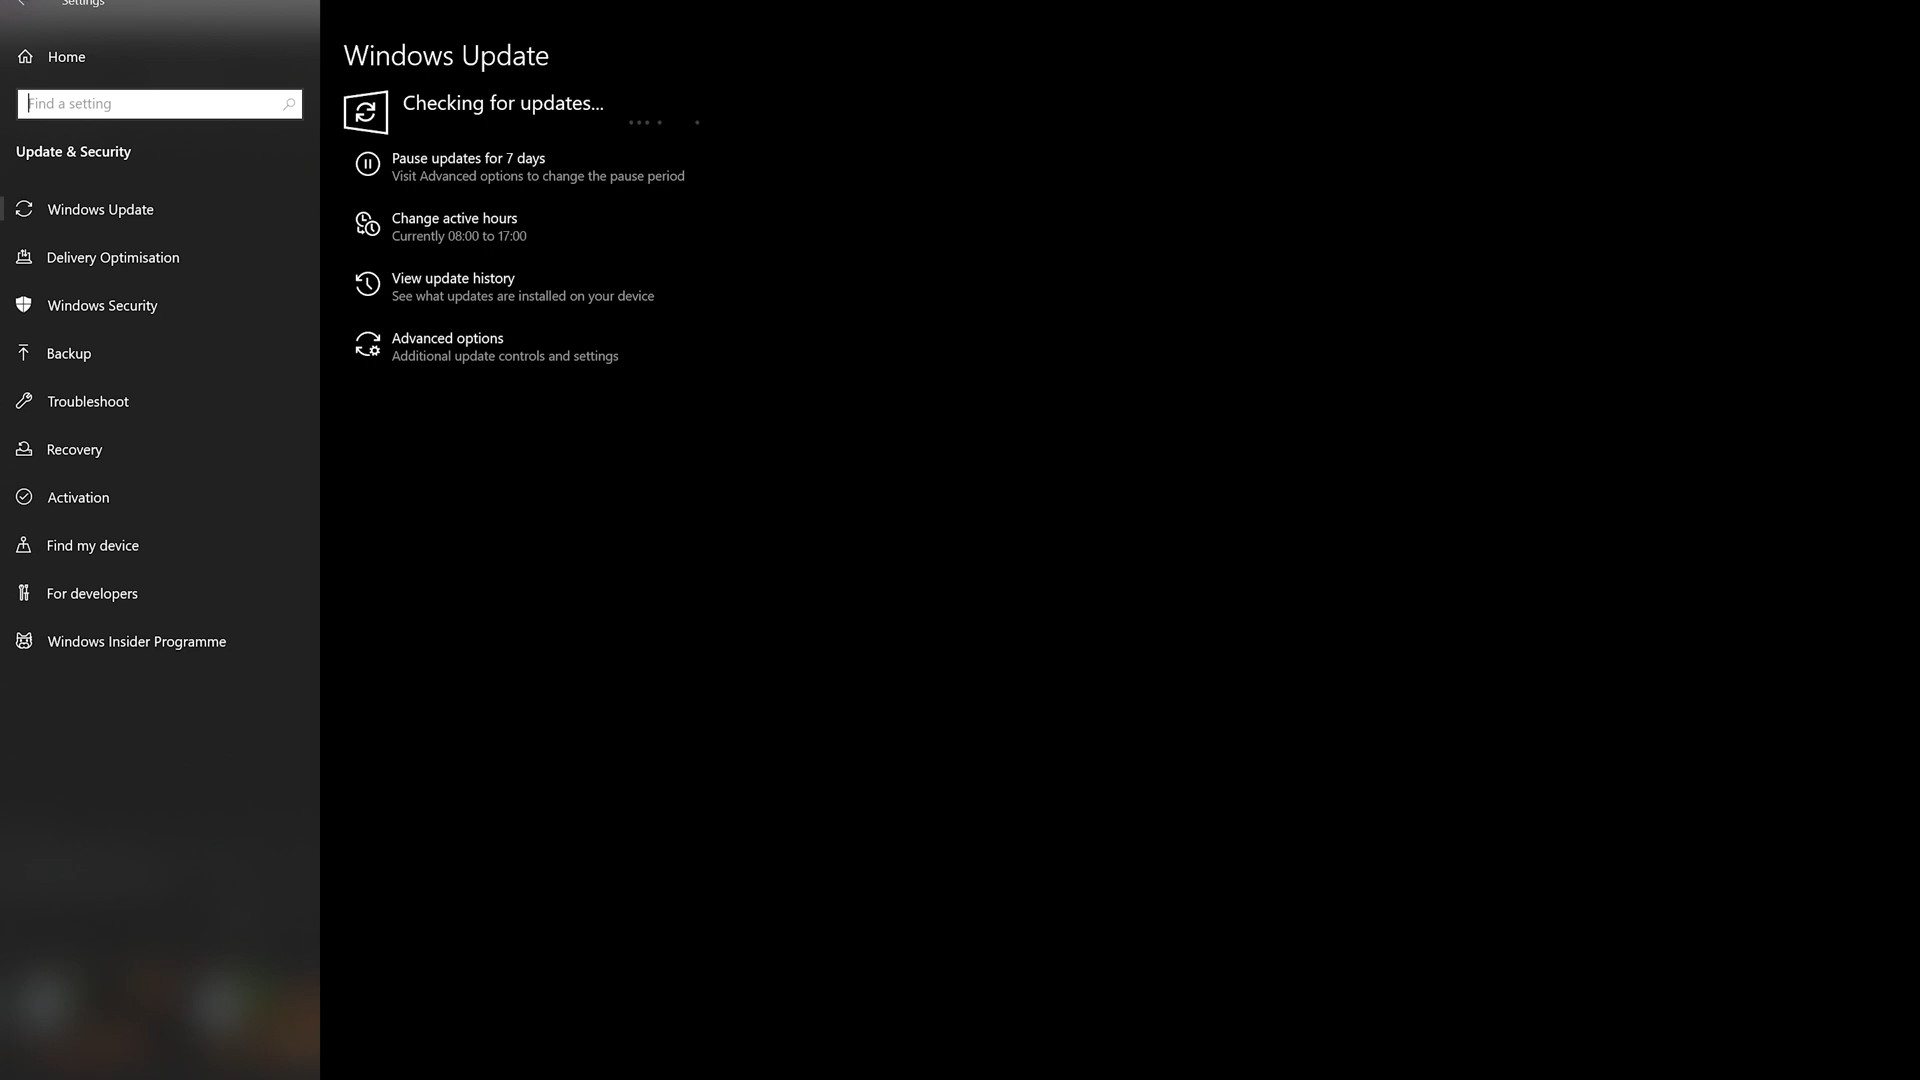 Settings
Home
Find a setting
Update & Security
Windows Update
Delivery Optimisation
Windows Security
Backup
Troubleshoot
Recovery
Activation
Find my device
For developers
Windows Insider Programme
Windows Update
Checking for updates...
Pause updates for 7 days
Visit Advanced options to change the pause period
Change active hours
Currently 08:00 to 17:00
View update history
See what updates are installed on your device
Advanced options
Additional update controls and settings